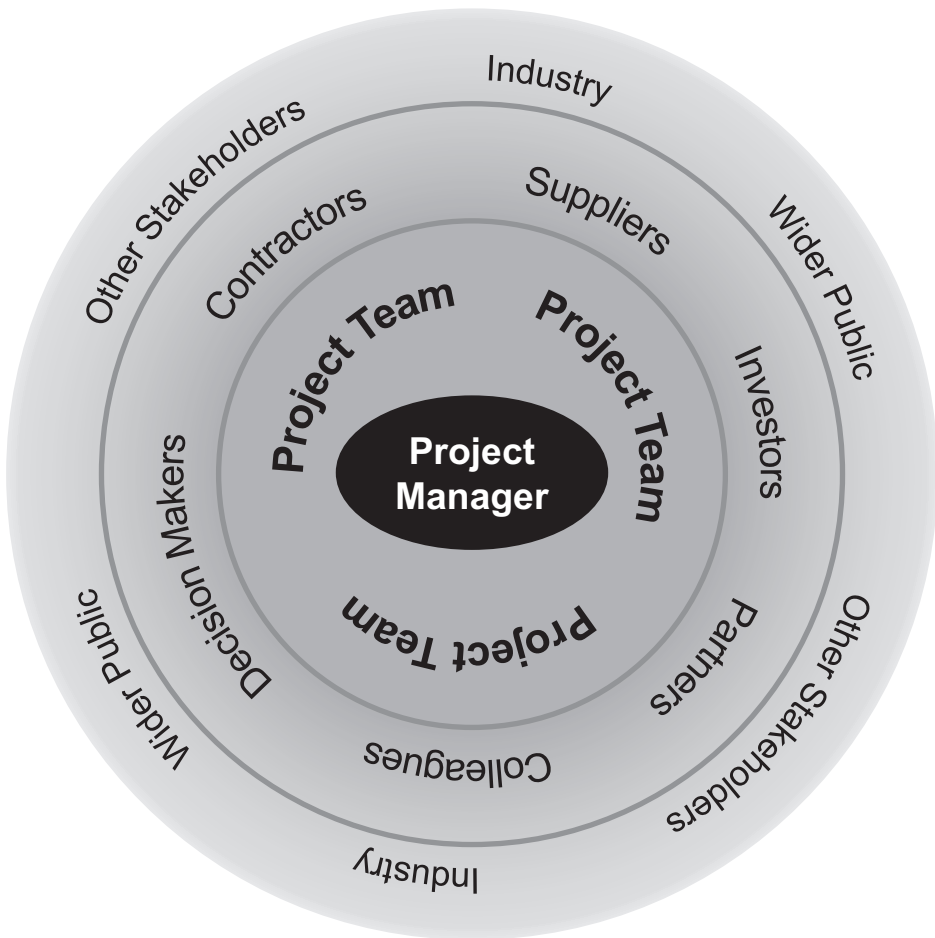 Industry
Wider Public
Other Stakeholders
Industry
Wider Public
Other Stakeholders
Suppliers
Investors
Partners
Colleagues
Decision Makers
Contractors
Project Team
Project Team
Project Team
Project
Manager